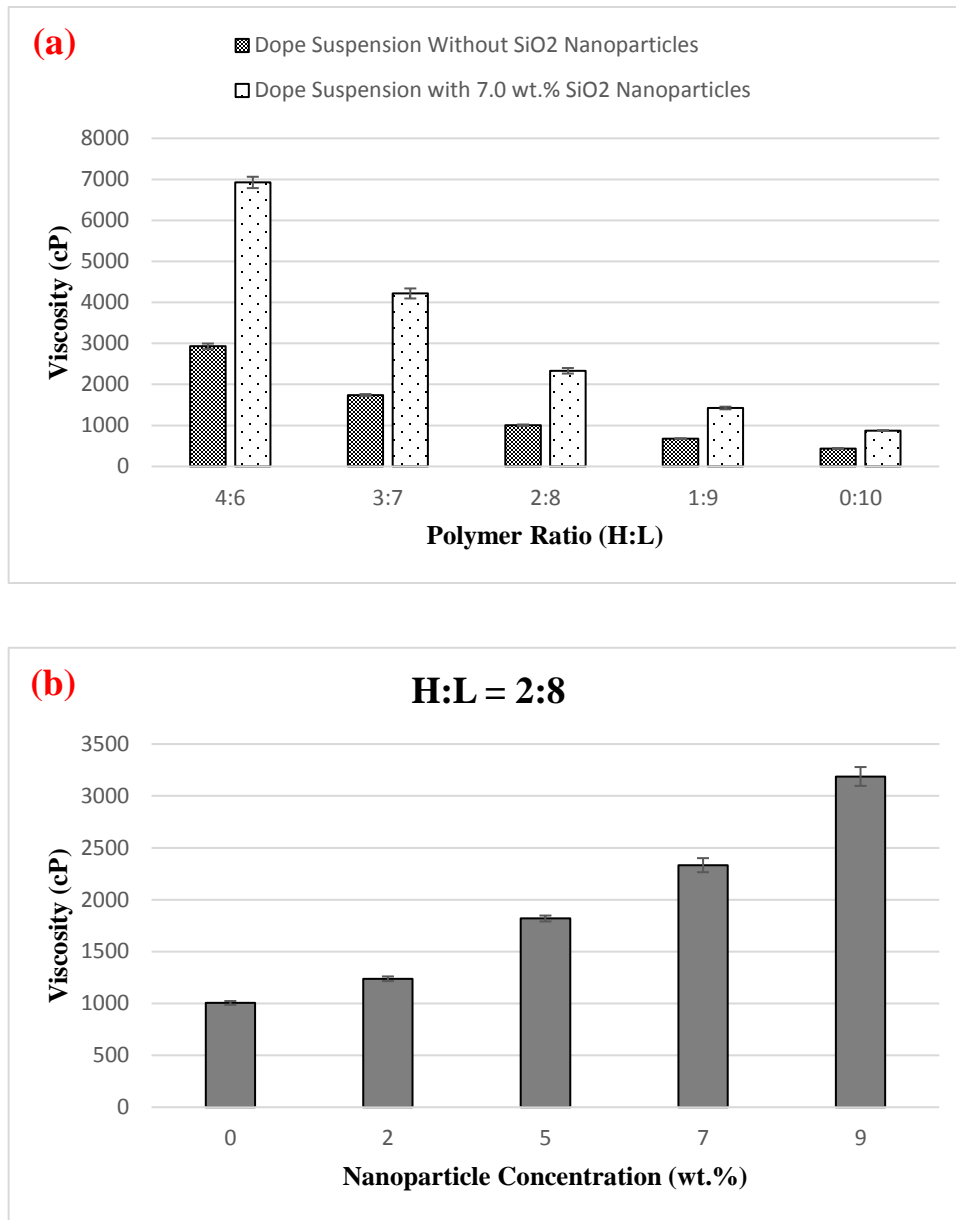 (a)
Dope Suspension Without SiO2 Nanoparticles
Dope Suspension with 7.0 wt.% SiO2 Nanoparticles
8000
7000
6000
5000
4000
3000
2000
1000
0
Viscosity (cP)
4:6 3:7 2:8 1:9 0:10
Polymer Ratio (H:L)
(b)
H:L = 2:8
3500
3000
2500
2000
1500
1000
500
0
Viscosity (cP)
0 2 5 7 9
Nanoparticle Concentration (wt.%)